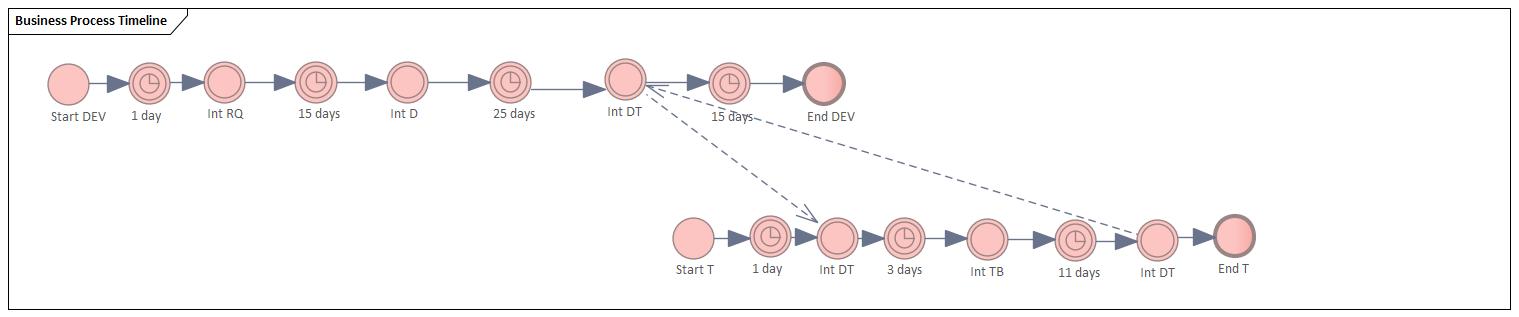 Business Process Timeline
Start DEV
1 day
Int RQ
15 days
Int D
25 days
Int DT
15 days
End DEV
Start T
1 day
Int DT
3 days
Int TB
11 days
Int DT
End T